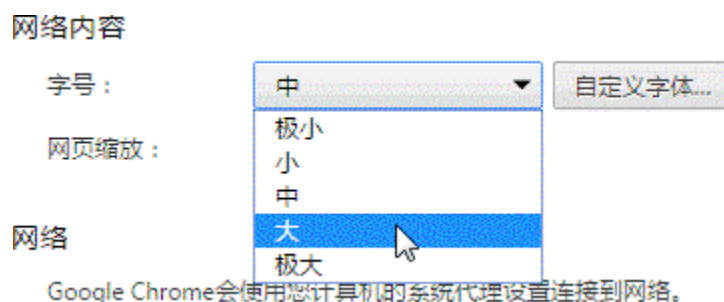 网络内容
字号：
中
自定义字体...
极小
小
中
大
极大
网页缩放：
网络
Google Chrome会使用您计算机的系统代理设置连接到网络。